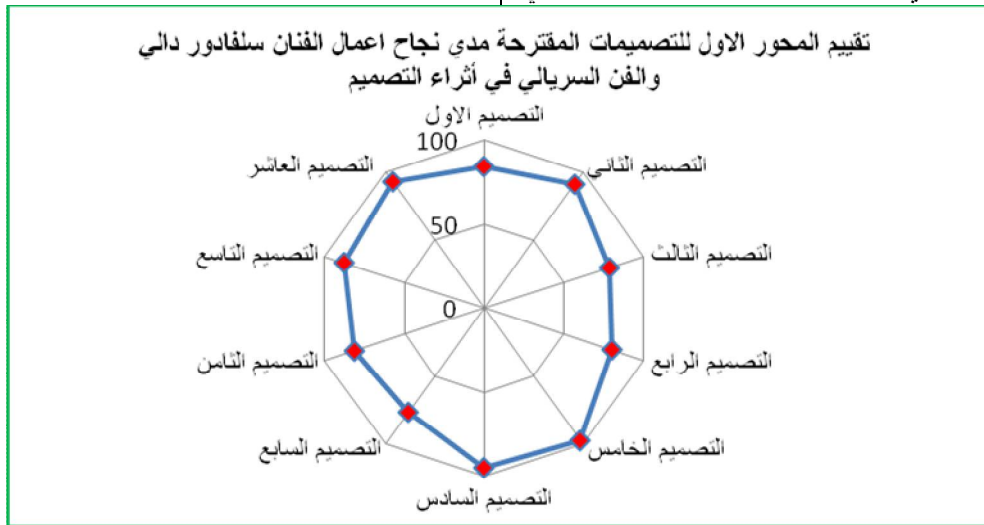 تقييم المحور الاول للتصميمات المقترحة مدي نجاح اعمال الفنان سلفادور دالي
والفن السريالي في أثراء التصميم
التصميم الاول
100
التصميم العاشر
التصميم الثاني
50
التصميم التاسع
التصميم الثالث
0
التصميم الثامن
التصميم الرابع
التصميم السابع
التصميم الخامس
التصميم السادس